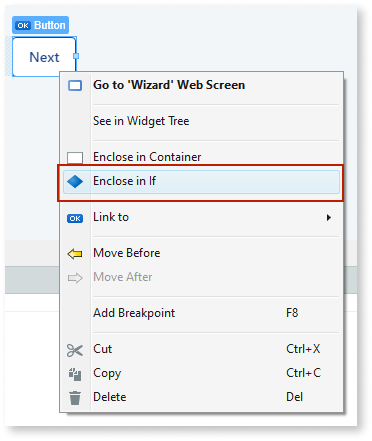 OK Button
Next
Go to 'Wizard' Web Screen
See in Widget Tree
Enclose in Container
Enclose in If
OK Link to
Move Before
Move After
Add Breakpoint F8
Cut Ctrl+X
Copy Ctrl+C
Delete Del